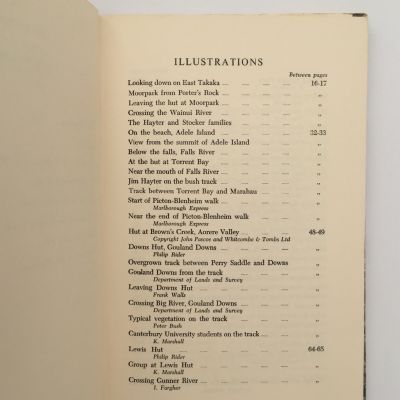 ILLUSTRATIONS
Between pages
Looking down on East Takaka .... .... .... .... 16-17
Moorpark from Porter's Rock .... .... .... .... „
Leaving the hut at Moorpark .... .... .... .... „
Crossing the Wainui River .... .... .... .... „
The Hayter and Stocker families .... .... .... „
On the beach, Adele Island .... .... .... .... 32-33
View from the summit of Adele Island .... .... „
Below the falls, Falls River .... .... .... .... „
At the hut at Torrent Bay .... .... .... .... „
Near the mouth of Falls River .... .... .... „
Jim Hayter on the bush track .... .... .... .... „
Track between Torrent Bay and Marahau .... .... „
Start of Picton-Blenheim walk .... .... .... .... „
Marlborough Express
Near the end of Picton-Blenheim walk .... .... „
Marlborough Express
Hut at Brown's Creek, Aorere Valley .... .... 48-49
Copyright John Pascoe and Whitcombe & Tombs Ltd
Downs Hut, Gouland Downs .... .... .... .... „
Philip Rider
Overgrown track between Perry Saddle and Downs „
Gouland Downs from the track .... .... .... „
Department of Lands and Survey
Leaving Downs Hut .... .... .... .... „
Frank Walls
Crossing Big River, Gouland Downs .... .... .... „
Department of Lands and Survey
Typical vegetation on the track .... .... .... „
Peter Bush
Canterbury University students on the track .... .... „
K. Marshall
Lewis Hut .... .... .... .... 64-65
Philip Rider
Group at Lewis Hut .... .... .... .... „
K. Marshall
Crossing Gunner River .... .... .... .... „
I. Fargher